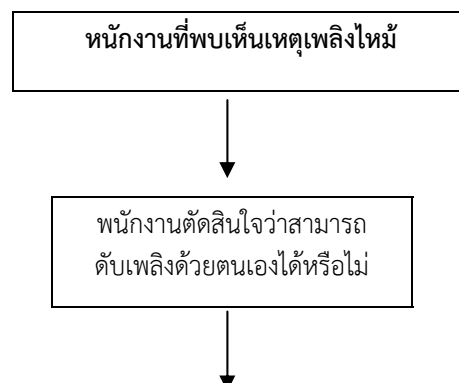 หนักงานที่พบเห็นเหตุเพลิงไหม้
พนักงานตัดสินใจว่าสามารถ
ดับเพลิงด้วยตนเองได้หรือไม่